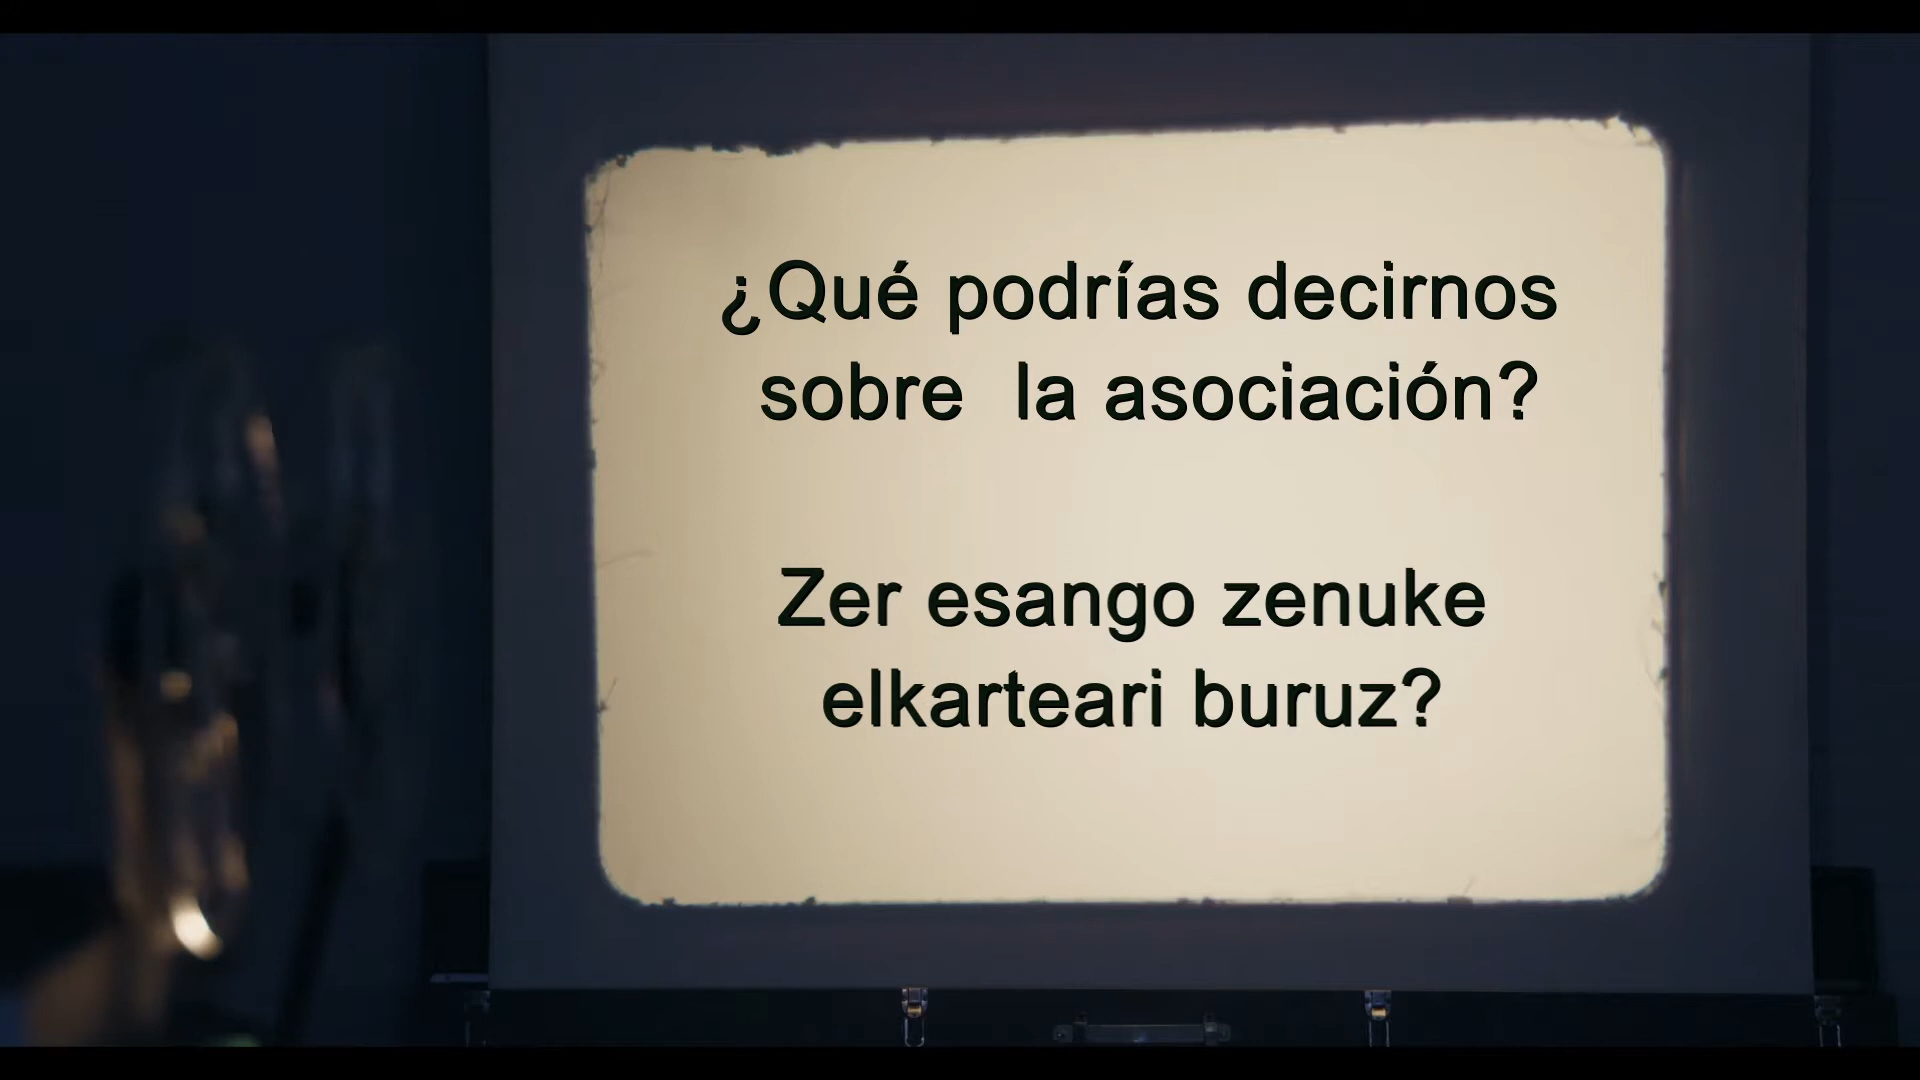 ¿Qué podrías decirnos
sobre  la asociación?
Zer esango zenuke
elkarteari buruz?